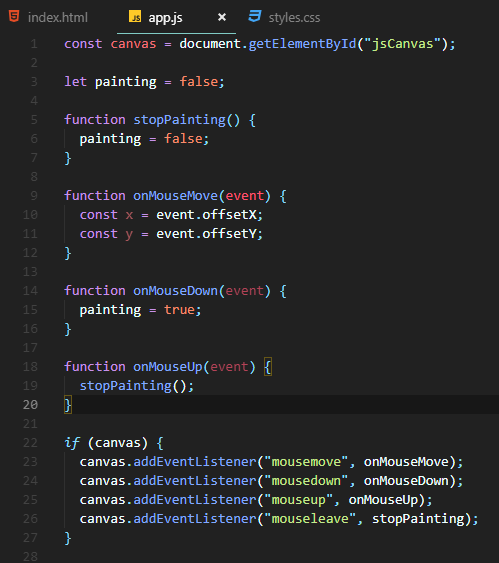 index.html JS app.js × styles.css
1 const canvas = document.getElementById("jsCanvas");
2
3 let painting = false;
4
5 function stopPainting() {
6   painting = false;
7 }
8
9 function onMouseMove(event) {
10   const x = event.offsetX;
11   const y = event.offsetY;
12 }
13
14 function onMouseDown(event) {
15   painting = true;
16 }
17
18 function onMouseUp(event) {
19   stopPainting();
20 }
21
22 if (canvas) {
23   canvas.addEventListener("mousemove", onMouseMove);
24   canvas.addEventListener("mousedown", onMouseDown);
25   canvas.addEventListener("mouseup", onMouseUp);
26   canvas.addEventListener("mouseleave", stopPainting);
27 }
28